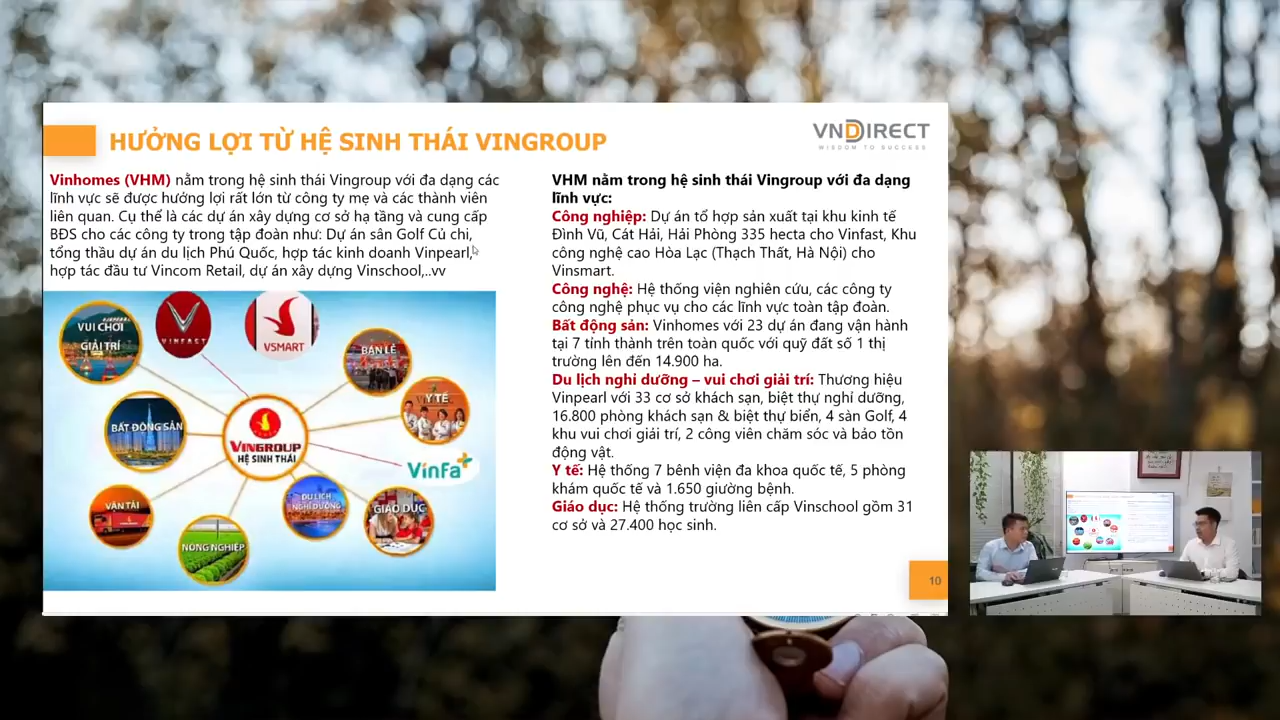 HƯỞNG LỢI TỪ HỆ SINH THÁI VINGROUP
VNDIRECT
WISDOM TO SUCCESS
Vinhomes (VHM) nằm trong hệ sinh thái Vingroup với đa dạng các
lĩnh vực sẽ được hưởng lợi rất lớn từ công ty mẹ và các thành viên
liên quan. Cụ thể là các dự án xây dựng cơ sở hạ tầng và cung cấp
BĐS cho các công ty trong tập đoàn như: Dự án sân Golf Củ chi,
tổng thầu dự án du lịch Phú Quốc, hợp tác kinh doanh Vinpearl,
hợp tác đầu tư Vincom Retail, dự án xây dựng Vinschool,..vv
VUI CHƠI
GIẢI TRÍ
VINFAST
VSMART
BÁN LẺ
Y TẾ
BẤT ĐỘNG SẢN
VINGROUP
HỆ SINH THÁI
VinFa
VẬN TẢI
DU LỊCH
NGHỈ DƯỠNG
GIÁO DỤC
NÔNG NGHIỆP
VHM nằm trong hệ sinh thái Vingroup với đa dạng
lĩnh vực:
Công nghiệp: Dự án tổ hợp sản xuất tại khu kinh tế
Đình Vũ, Cát Hải, Hải Phòng 335 hecta cho Vinfast, Khu
công nghệ cao Hòa Lạc (Thạch Thất, Hà Nội) cho
Vinsmart.
Công nghệ: Hệ thống viện nghiên cứu, các công ty
công nghệ phục vụ cho các lĩnh vực toàn tập đoàn.
Bất động sản: Vinhomes với 23 dự án đang vận hành
tại 7 tỉnh thành trên toàn quốc với quỹ đất số 1 thị
trường lên đến 14.900 ha.
Du lịch nghỉ dưỡng – vui chơi giải trí: Thương hiệu
Vinpearl với 33 cơ sở khách sạn, biệt thự nghỉ dưỡng,
16.800 phòng khách sạn & biệt thự biển, 4 sàn Golf, 4
khu vui chơi giải trí, 2 công viên chăm sóc và bảo tồn
động vật.
Y tế: Hệ thống 7 bệnh viện đa khoa quốc tế, 5 phòng
khám quốc tế và 1.650 giường bệnh.
Giáo dục: Hệ thống trường liên cấp Vinschool gồm 31
cơ sở và 27.400 học sinh.
10